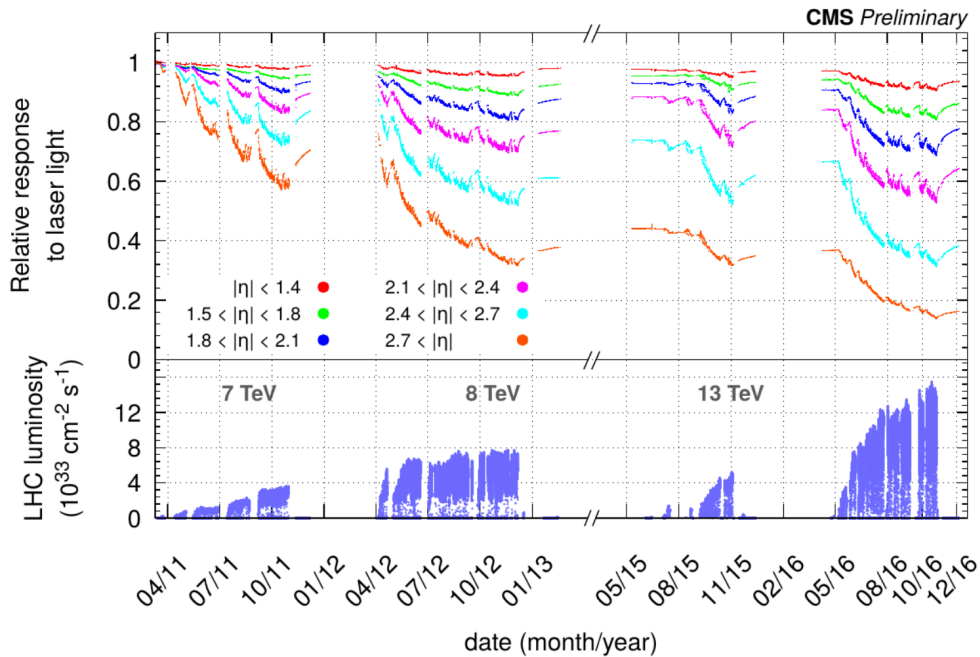 CMS Preliminary
Relative response
to laser light
1
0.8
0.6
0.4
0.2
0
|η| < 1.4
1.5 < |η| < 1.8
1.8 < |η| < 2.1
2.1 < |η| < 2.4
2.4 < |η| < 2.7
2.7 < |η|
LHC luminosity
(10³³ cm⁻² s⁻¹)
12
8
4
0
7 TeV
8 TeV
13 TeV
04/11
07/11
10/11
01/12
04/12
07/12
10/12
01/13
05/15
08/15
11/15
02/16
05/16
08/16
10/16
12/16
date (month/year)